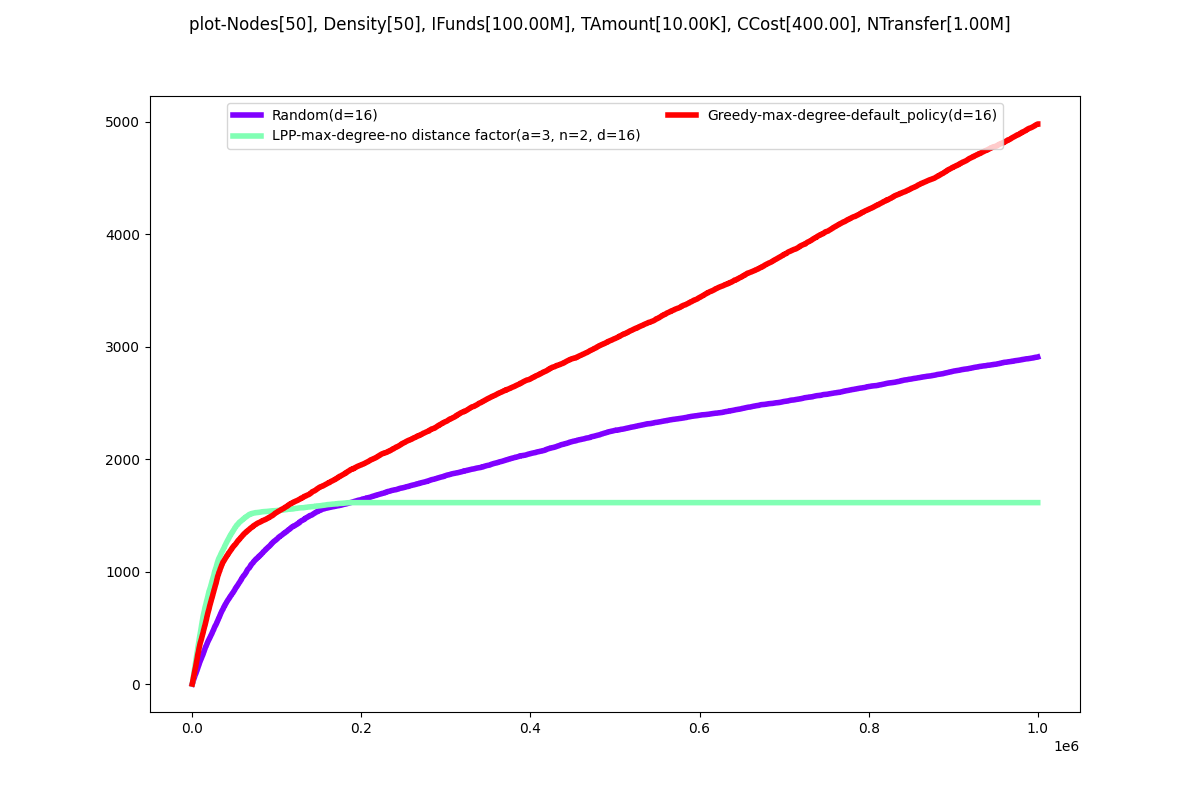 plot-Nodes[50], Density[50], IFunds[100.00M], TAmount[10.00K], CCost[400.00], NTransfer[1.00M]
Random(d=16)
LPP-max-degree-no distance factor(a=3, n=2, d=16)
Greedy-max-degree-default_policy(d=16)
5000
4000
3000
2000
1000
0
0.0
0.2
0.4
0.6
0.8
1.0
1e6